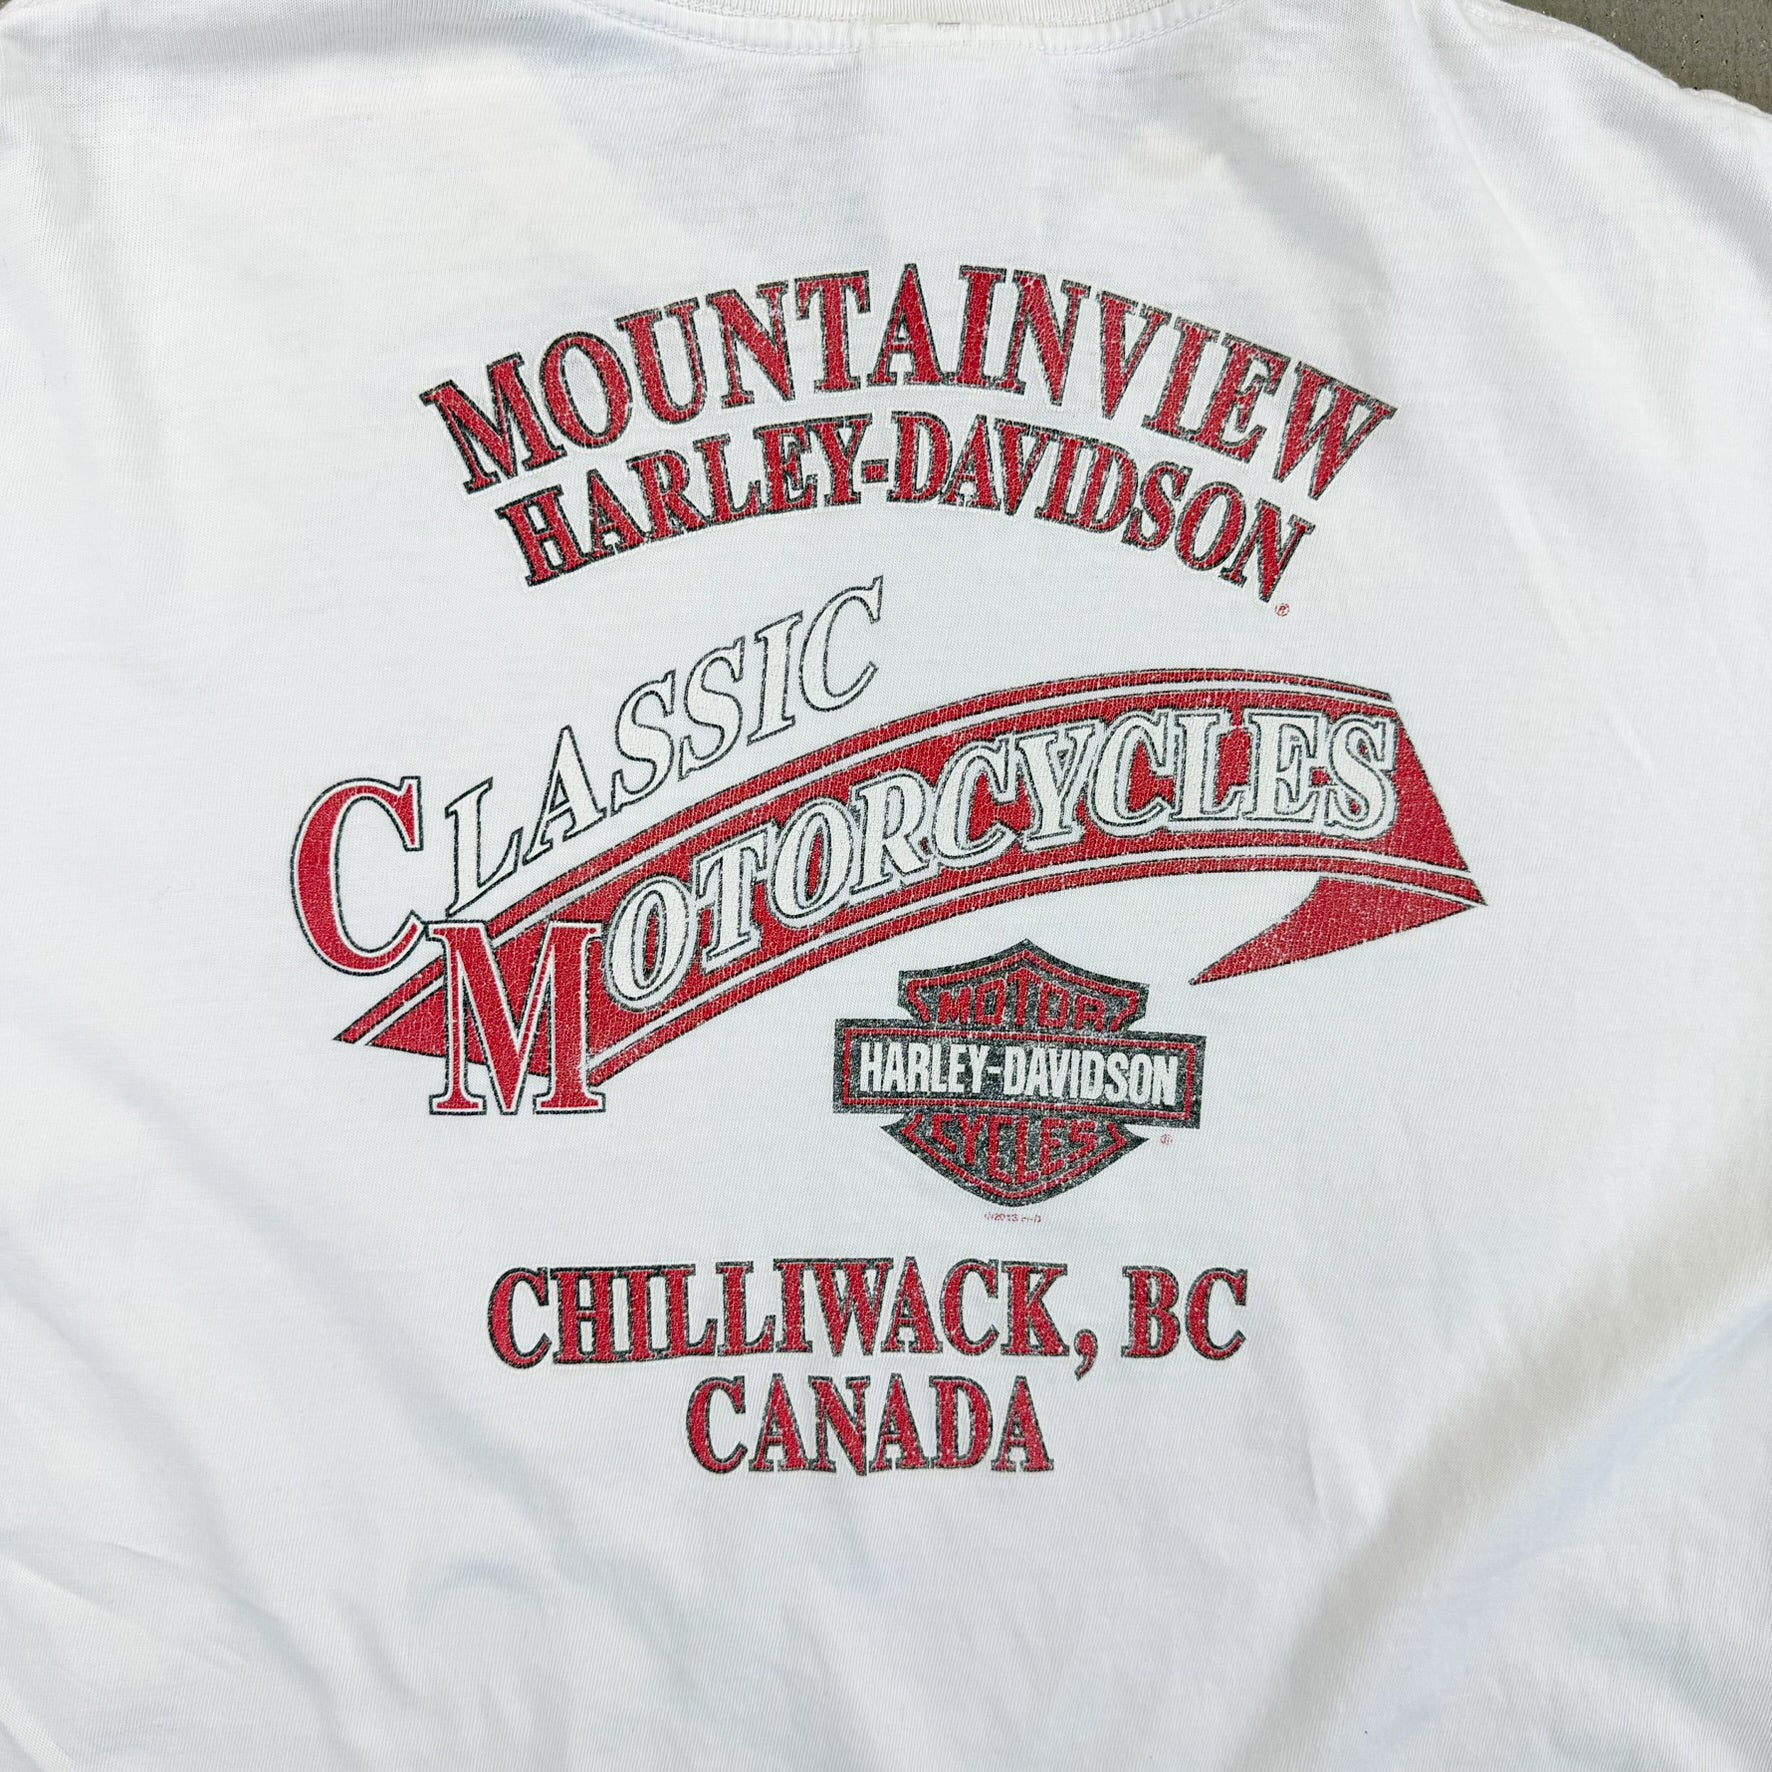 MOUNTAINVIEW
HARLEY-DAVIDSON
®
CLASSIC
MOTORCYCLES
MOTOR
HARLEY-DAVIDSON
CYCLES
®
CHILLIWACK, BC
CANADA